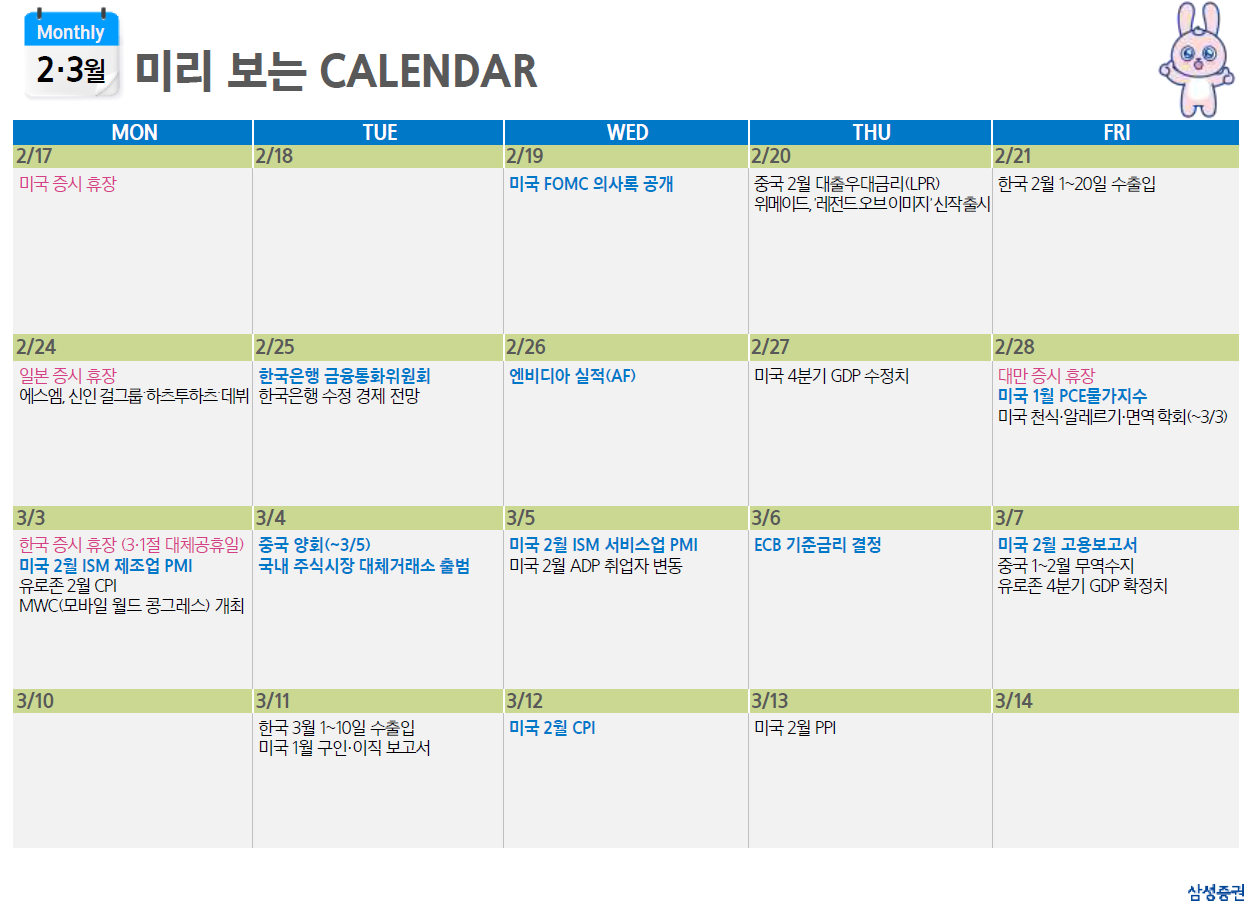 Monthly
2·3월
미리 보는 CALENDAR
MON TUE WED THU FRI
2/17 2/18 2/19 2/20 2/21
미국 증시 휴장
미국 FOMC 의사록 공개
중국 2월 대출우대금리(LPR)
위메이드, '레전드 오브 이미지' 신작 출시
한국 2월 1~20일 수출입
2/24 2/25 2/26 2/27 2/28
일본 증시 휴장
에스엠, 신인 걸그룹 '하츠투하츠' 데뷔
한국은행 금융통화위원회
한국은행 수정 경제 전망
엔비디아 실적(AF)
미국 4분기 GDP 수정치
대만 증시 휴장
미국 1월 PCE물가지수
미국 천식·알레르기·면역 학회(~3/3)
3/3 3/4 3/5 3/6 3/7
한국 증시 휴장 (3·1절 대체공휴일)
미국 2월 ISM 제조업 PMI
유로존 2월 CPI
MWC(모바일 월드 콩그레스) 개최
중국 양회(~3/5)
국내 주식시장 대체거래소 출범
미국 2월 ISM 서비스업 PMI
미국 2월 ADP 취업자 변동
ECB 기준금리 결정
미국 2월 고용보고서
중국 1~2월 무역수지
유로존 4분기 GDP 확정치
3/10 3/11 3/12 3/13 3/14
한국 3월 1~10일 수출입
미국 1월 구인·이직 보고서
미국 2월 CPI
미국 2월 PPI
삼성증권